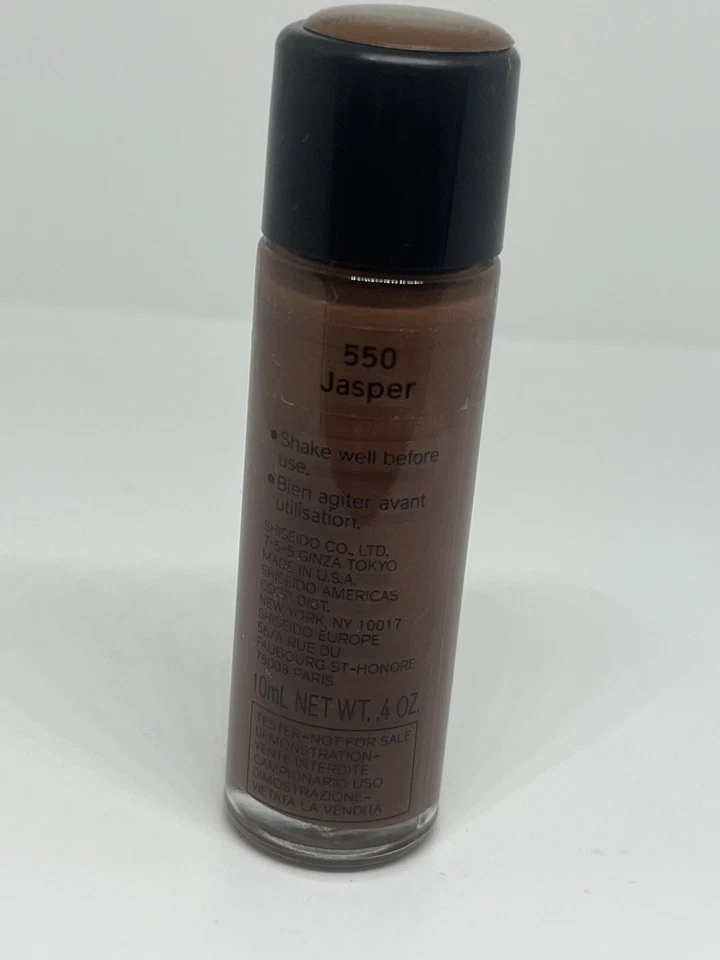 550
Jasper
•Shake well before
use.
•Bien agiter avant
utilisation.
SHISEIDO CO., LTD.
7-5-5 GINZA TOKYO
MADE IN U.S.A.
SHISEIDO AMERICAS
CORP. DIST.
NEW YORK, NY 10017
SHISEIDO EUROPE
56/A RUE DU
FAUBOURG ST-HONORE
75008 PARIS
10mL NET WT. .4 OZ.
TESTER-NOT FOR SALE
DEMONSTRATION-
VENTE INTERDITE
CAMPIONARIO USO
DIMOSTRAZIONE-
VIETATA LA VENDITA